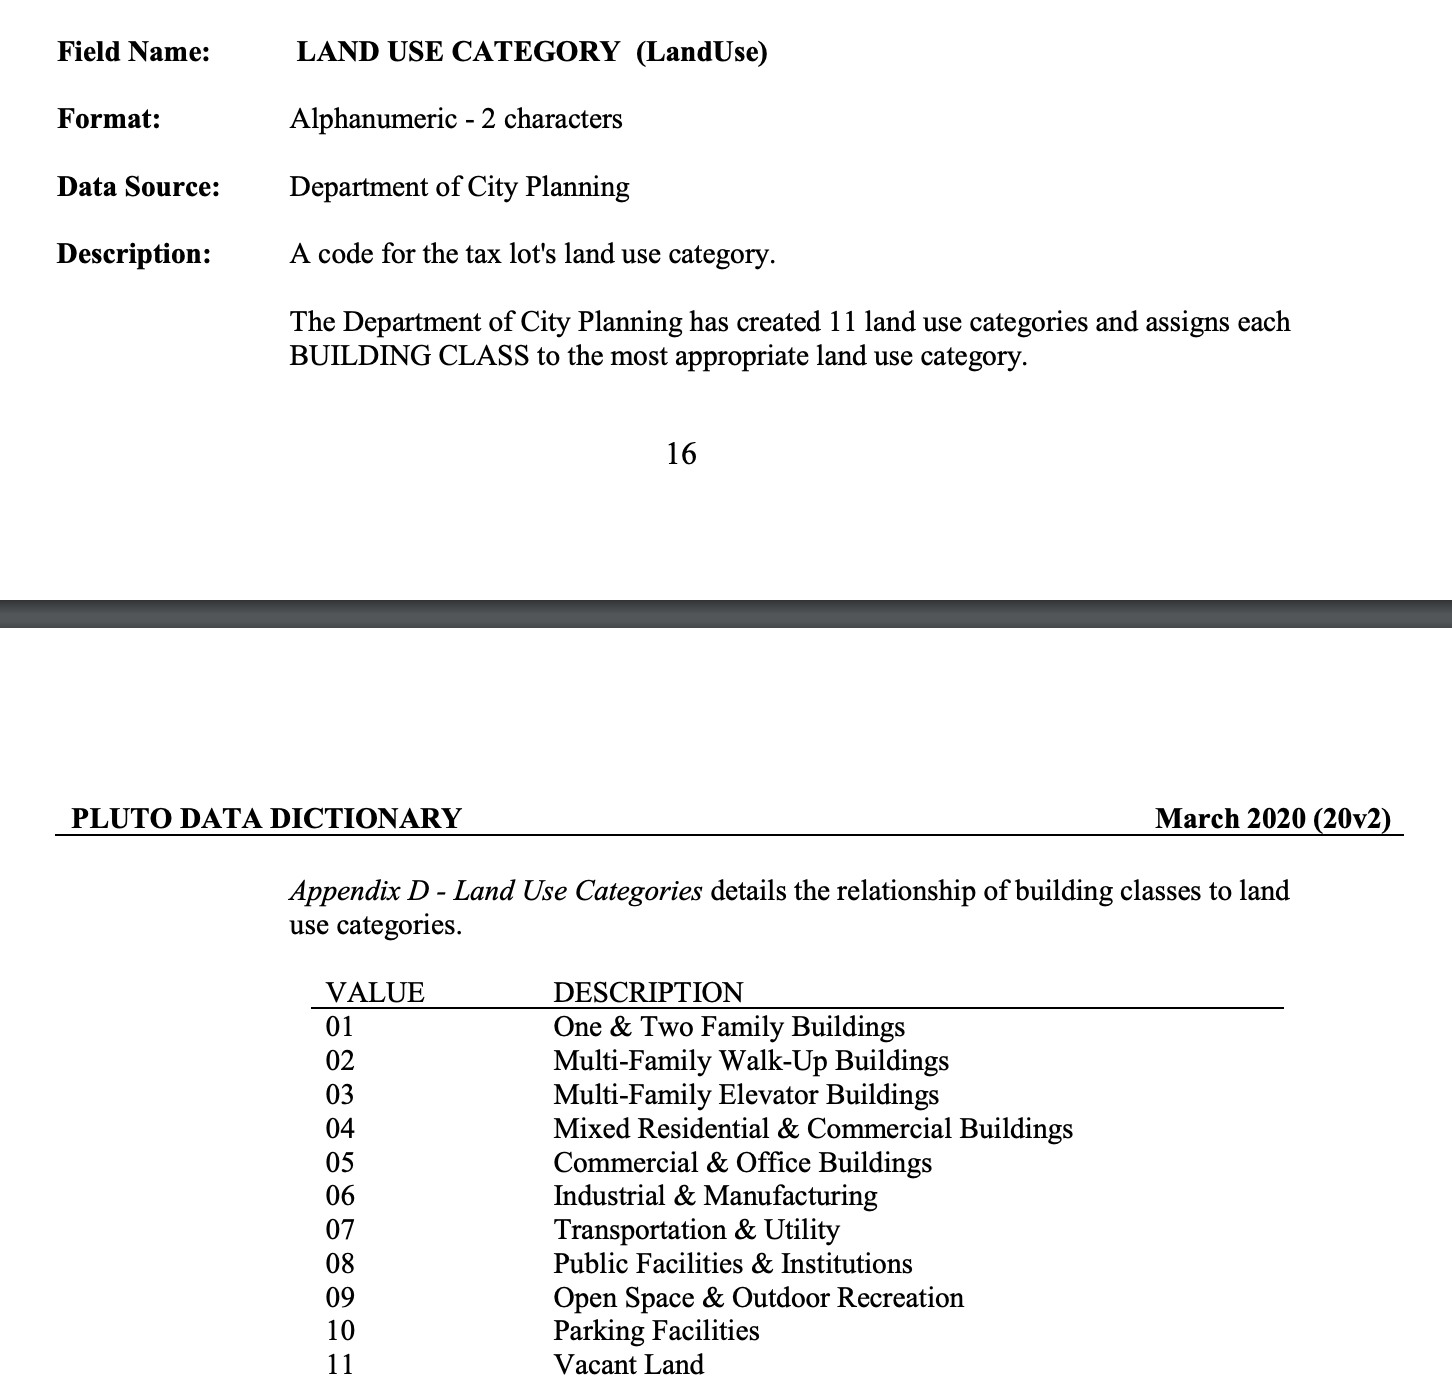 Field Name: LAND USE CATEGORY (LandUse)
Format: Alphanumeric - 2 characters
Data Source: Department of City Planning
Description: A code for the tax lot's land use category.
The Department of City Planning has created 11 land use categories and assigns each
BUILDING CLASS to the most appropriate land use category.
16
PLUTO DATA DICTIONARY March 2020 (20v2)
Appendix D - Land Use Categories details the relationship of building classes to land
use categories.
VALUE DESCRIPTION
01 One & Two Family Buildings
02 Multi-Family Walk-Up Buildings
03 Multi-Family Elevator Buildings
04 Mixed Residential & Commercial Buildings
05 Commercial & Office Buildings
06 Industrial & Manufacturing
07 Transportation & Utility
08 Public Facilities & Institutions
09 Open Space & Outdoor Recreation
10 Parking Facilities
11 Vacant Land